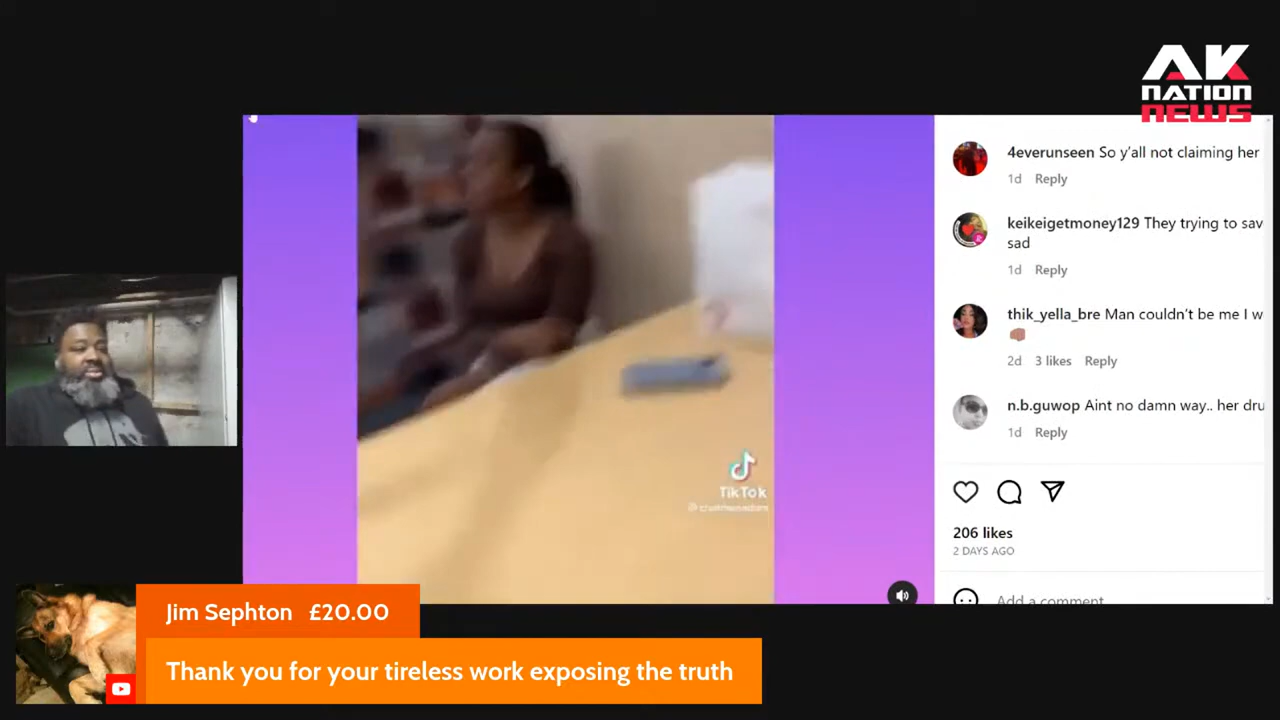 AK
NATION
NEWS
4everunseen So y'all not claiming her
1d Reply
keikeigetmoney129 They trying to sav
sad
1d Reply
thik_yella_bre Man couldn't be me I w
2d 3 likes Reply
n.b.guwop Aint no damn way.. her dru
1d Reply
TikTok
206 likes
2 DAYS AGO
Add a comment
Jim Sephton £20.00
Thank you for your tireless work exposing the truth